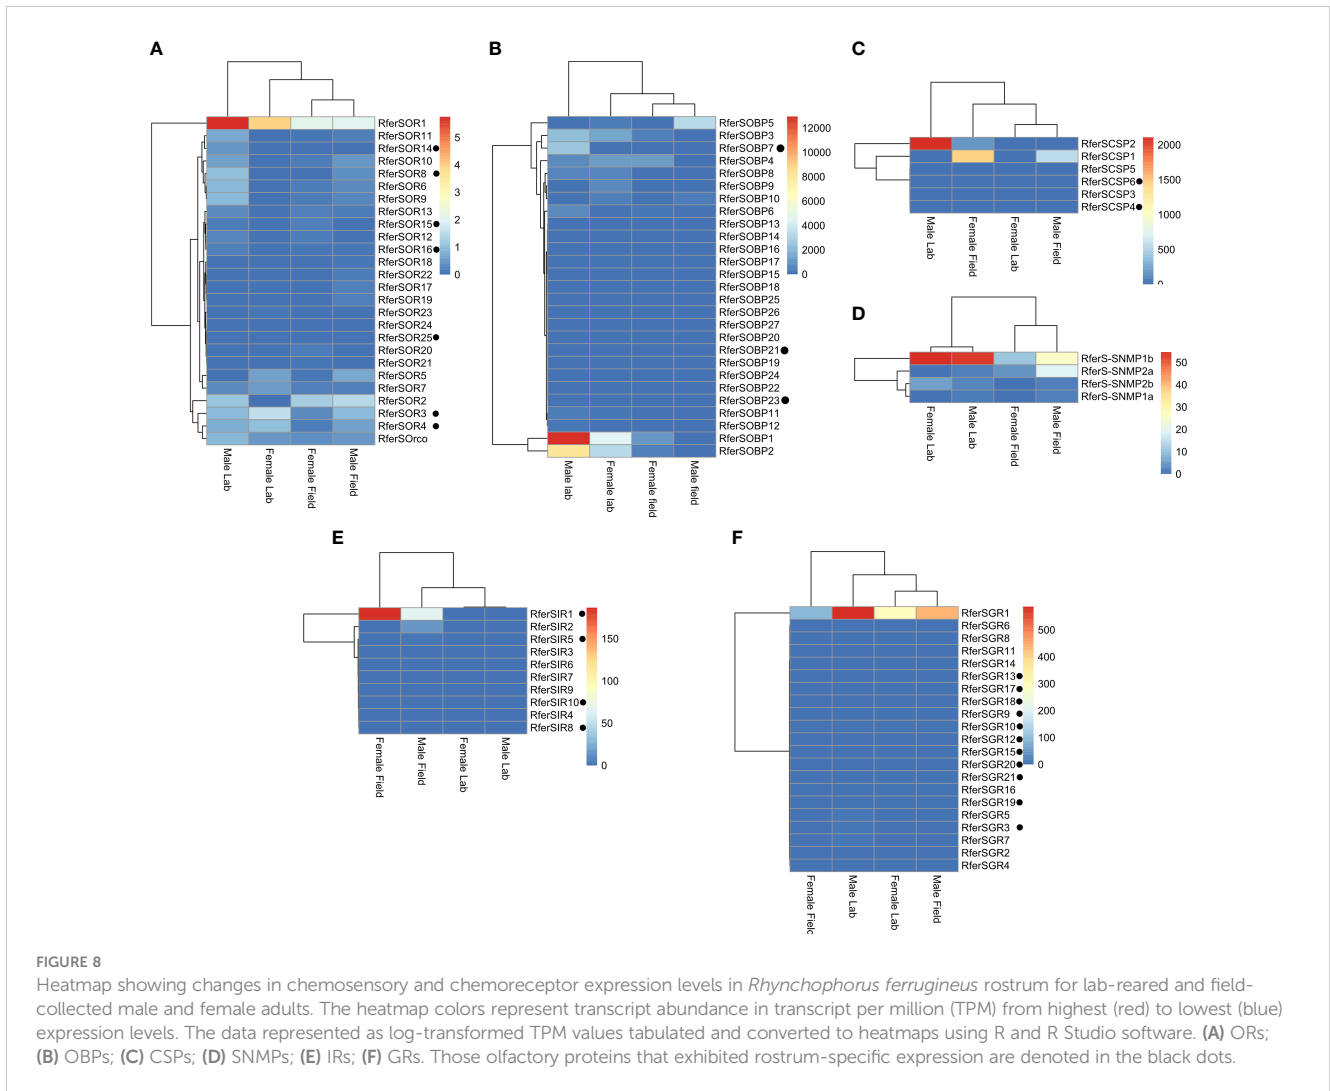 A
RferSOR1
RferSOR11
RferSOR14
RferSOR10
RferSOR8
RferSOR6
RferSOR9
RferSOR13
RferSOR15
RferSOR12
RferSOR16
RferSOR18
RferSOR22
RferSOR17
RferSOR19
RferSOR23
RferSOR24
RferSOR25
RferSOR20
RferSOR21
RferSOR5
RferSOR7
RferSOR2
RferSOR3
RferSOR4
RferSOrco
5
4
3
2
1
0
Male Lab
Female Lab
Female Field
Male Field
B
RferSOBP5
RferSOBP3
RferSOBP7
RferSOBP4
RferSOBP8
RferSOBP9
RferSOBP10
RferSOBP6
RferSOBP13
RferSOBP14
RferSOBP16
RferSOBP17
RferSOBP15
RferSOBP18
RferSOBP25
RferSOBP26
RferSOBP27
RferSOBP20
RferSOBP21
RferSOBP19
RferSOBP24
RferSOBP22
RferSOBP23
RferSOBP11
RferSOBP12
RferSOBP1
RferSOBP2
12000
10000
8000
6000
4000
2000
0
Male lab
Female lab
Female field
Male field
C
RferSCSP2
RferSCSP1
RferSCSP5
RferSCSP6
RferSCSP3
RferSCSP4
2000
1500
1000
500
0
Male Lab
Female Field
Female Lab
Male Field
D
RferS-SNMP1b
RferS-SNMP2a
RferS-SNMP2b
RferS-SNMP1a
50
40
30
20
10
0
Female Lab
Male Lab
Female Field
Male Field
E
RferSIR1
RferSIR2
RferSIR5
RferSIR3
RferSIR6
RferSIR7
RferSIR9
RferSIR10
RferSIR4
RferSIR8
150
100
50
0
Female Field
Male Field
Female Lab
Male Lab
F
RferSGR1
RferSGR6
RferSGR8
RferSGR11
RferSGR14
RferSGR13
RferSGR17
RferSGR18
RferSGR9
RferSGR10
RferSGR12
RferSGR15
RferSGR20
RferSGR21
RferSGR16
RferSGR19
RferSGR5
RferSGR3
RferSGR7
RferSGR2
RferSGR4
500
400
300
200
100
0
Female Field
Male Lab
Female Lab
Male Field
FIGURE 8
Heatmap showing changes in chemosensory and chemoreceptor expression levels in Rhynchophorus ferrugineus rostrum for lab-reared and field-
collected male and female adults. The heatmap colors represent transcript abundance in transcript per million (TPM) from highest (red) to lowest (blue)
expression levels. The data represented as log-transformed TPM values tabulated and converted to heatmaps using R and R Studio software. (A) ORs;
(B) OBPs; (C) CSPs; (D) SNMPs; (E) IRs; (F) GRs. Those olfactory proteins that exhibited rostrum-specific expression are denoted in the black dots.